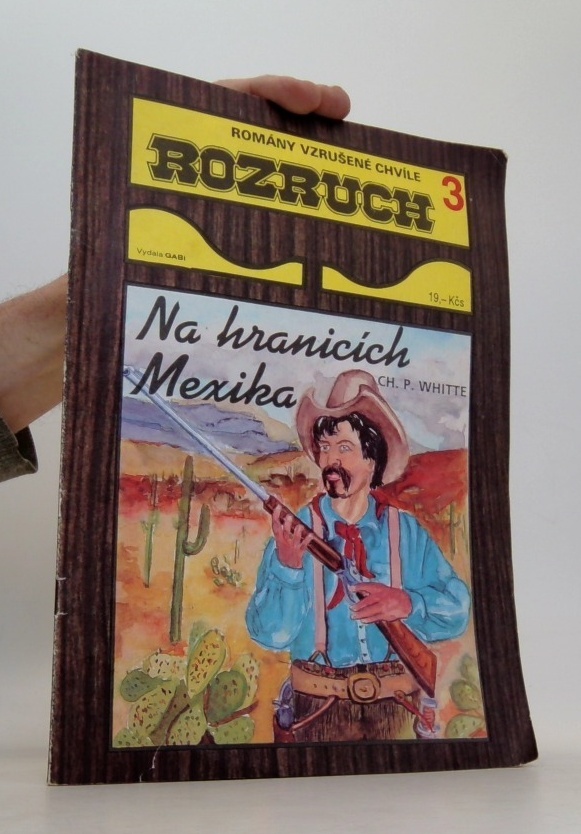 ROMÁNY VZRUŠENÉ CHVÍLE
ROZRUCH 3
Vydala GABI
19,- Kčs
Na hranicích
Mexika
CH. P. WHITTE